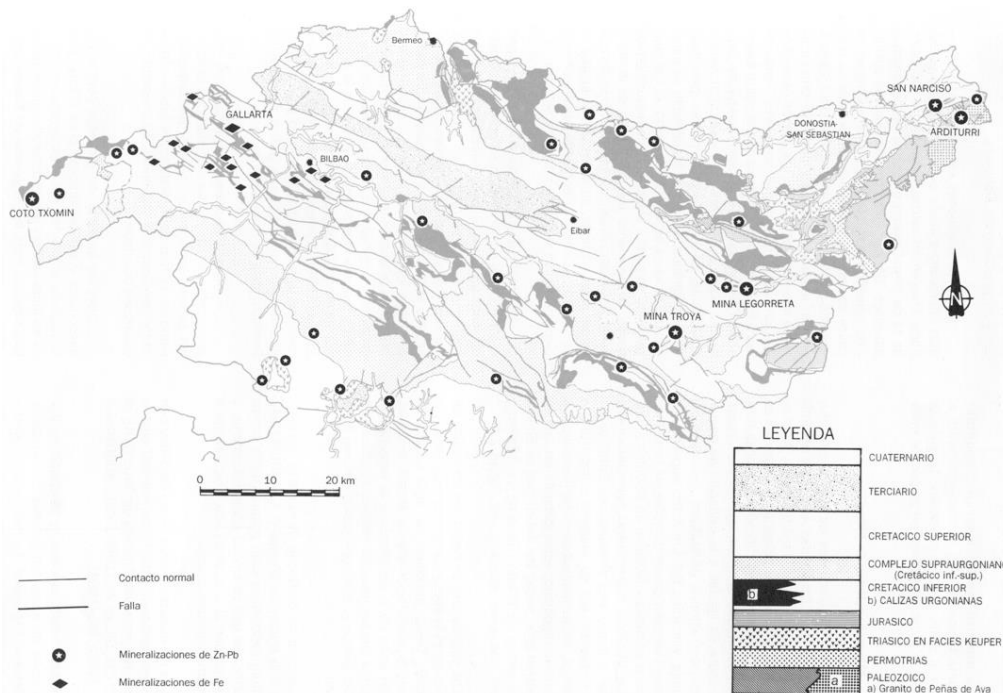 Bermeo
SAN NARCISO
GALLARTA
DONOSTIA-
SAN SEBASTIAN
ARDITURRI
BILBAO
COTO TXOMIN
Eibar
MINA LEGORRETA
N
MINA TROYA
LEYENDA
CUATERNARIO
TERCIARIO
0 10 20 km
CRETACICO SUPERIOR
COMPLEJO SUPRAURGONIANO
(Cretácico inf.-sup.)
Contacto normal
CRETACICO INFERIOR
b
b) CALIZAS URGONIANAS
Falla
JURASICO
TRIASICO EN FACIES KEUPER
Mineralizaciones de Zn-Pb
PERMOTRIAS
PALEOZOICO
a
Mineralizaciones de Fe
a) Granito de Peñas de Aya